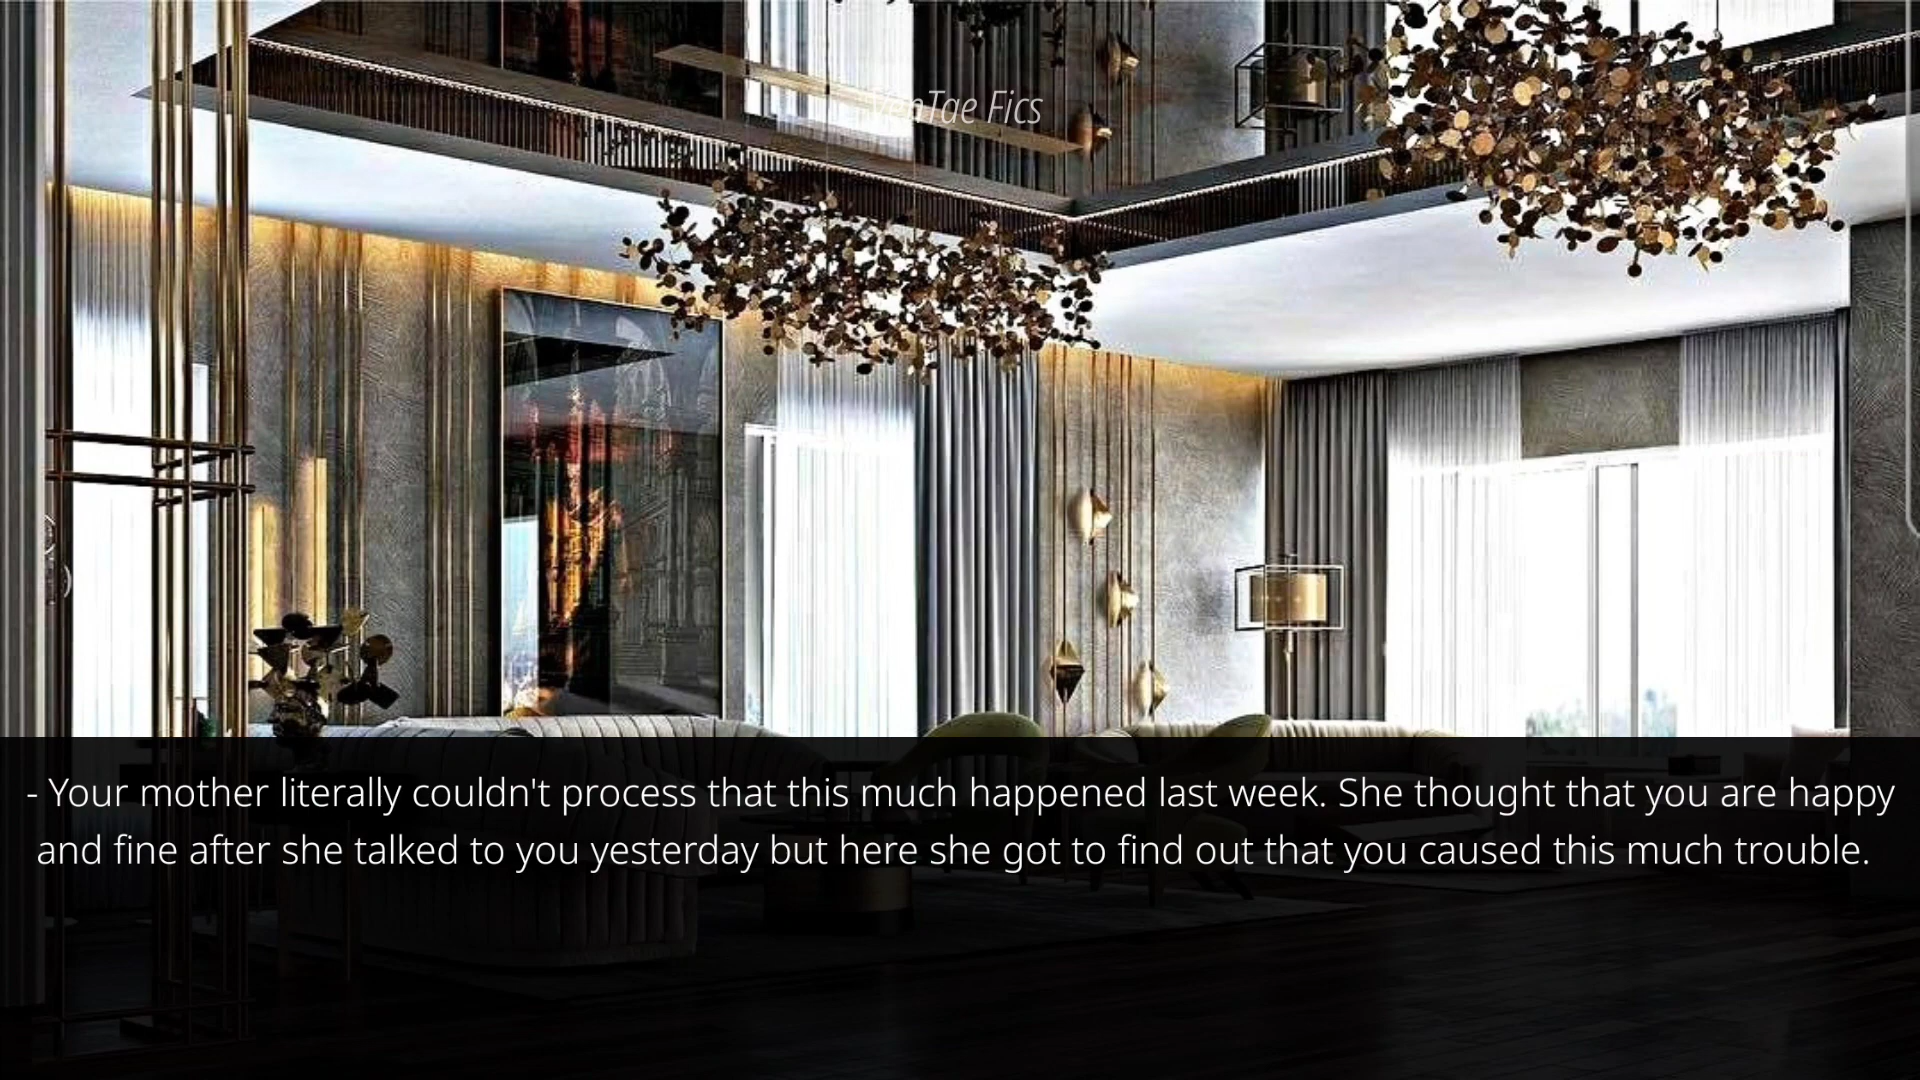 VenTae Fics
- Your mother literally couldn't process that this much happened last week. She thought that you are happy
and fine after she talked to you yesterday but here she got to find out that you caused this much trouble.